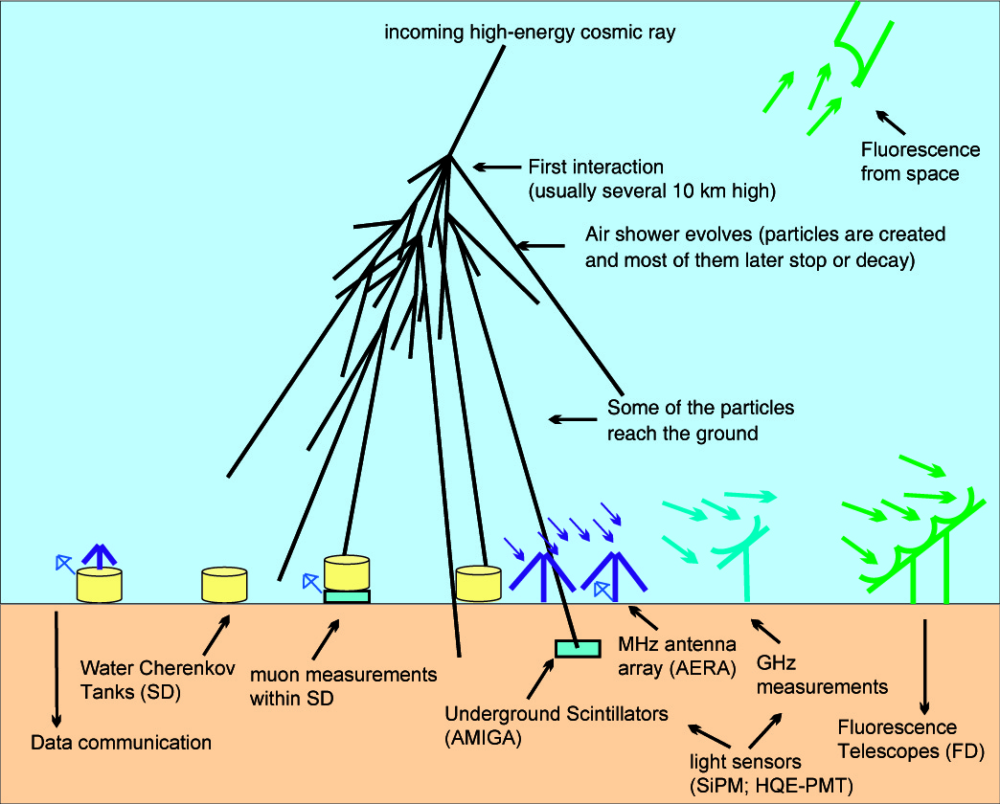 incoming high-energy cosmic ray
Fluorescence
from space
First interaction
(usually several 10 km high)
Air shower evolves (particles are created
and most of them later stop or decay)
Some of the particles
reach the ground
Water Cherenkov
Tanks (SD)
muon measurements
within SD
MHz antenna
array (AERA)
GHz
measurements
Underground Scintillators
(AMIGA)
Fluorescence
Telescopes (FD)
Data communication
light sensors
(SiPM; HQE-PMT)